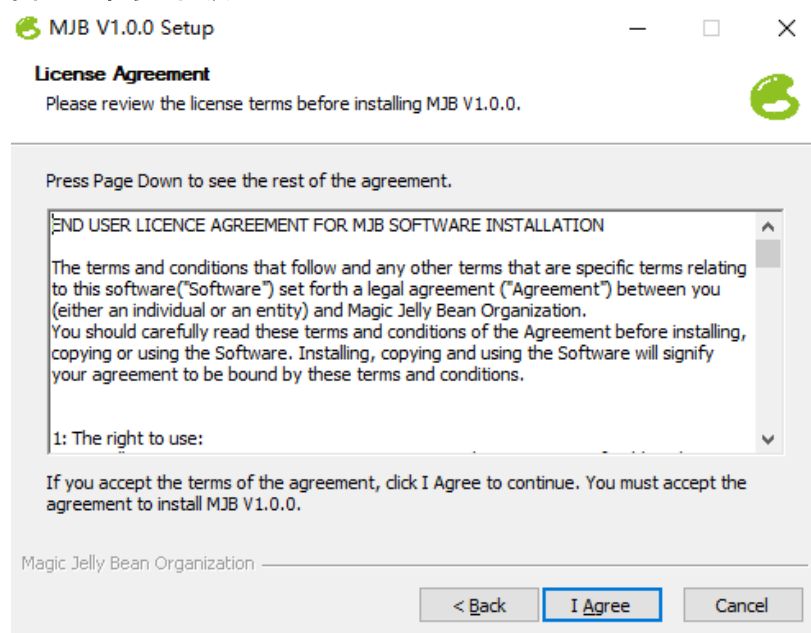 MJB V1.0.0 Setup
License Agreement
Please review the license terms before installing MJB V1.0.0.
Press Page Down to see the rest of the agreement.
END USER LICENCE AGREEMENT FOR MJB SOFTWARE INSTALLATION
The terms and conditions that follow and any other terms that are specific terms relating
to this software("Software") set forth a legal agreement ("Agreement") between you
(either an individual or an entity) and Magic Jelly Bean Organization.
You should carefully read these terms and conditions of the Agreement before installing,
copying or using the Software. Installing, copying and using the Software will signify
your agreement to be bound by these terms and conditions.
1: The right to use:
If you accept the terms of the agreement, click I Agree to continue. You must accept the
agreement to install MJB V1.0.0.
Magic Jelly Bean Organization
< Back I Agree Cancel